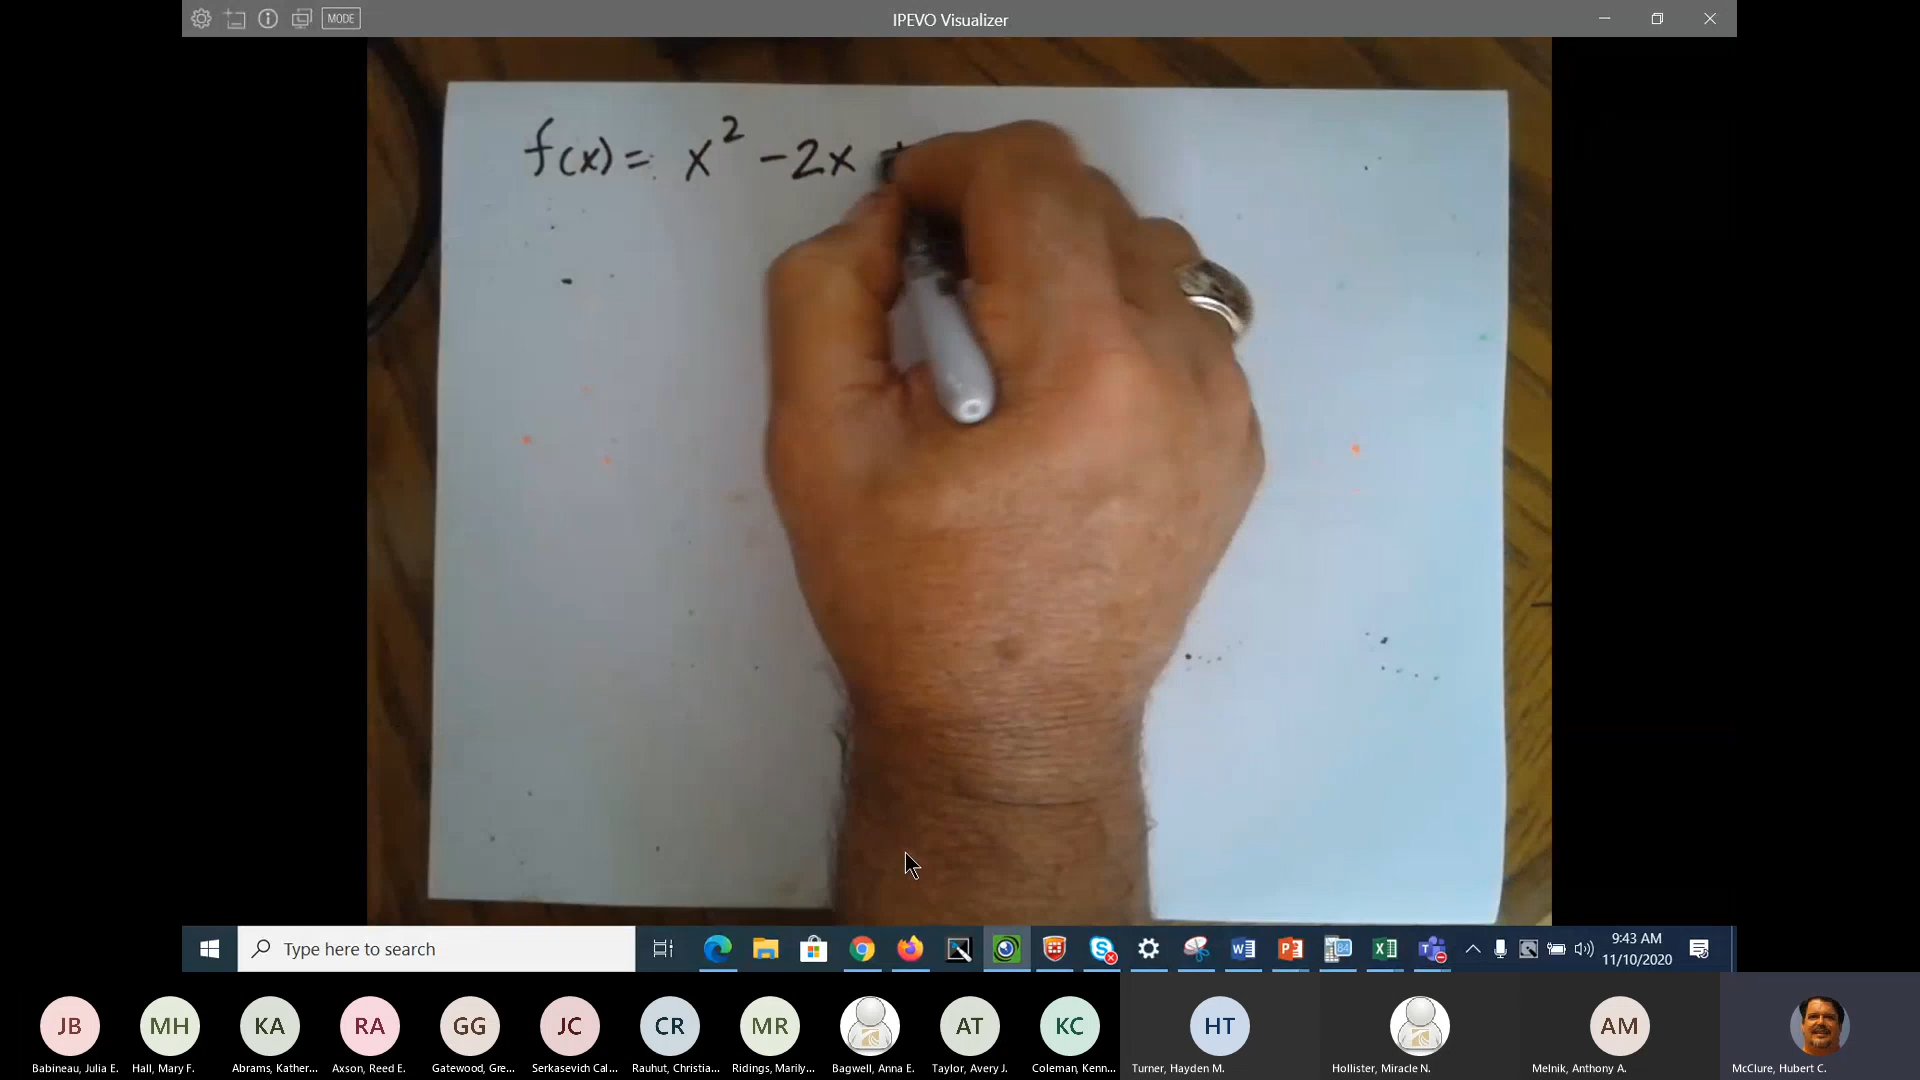 MODE
IPEVO Visualizer
f(x) = x² - 2x +
Type here to search
9:43 AM
11/10/2020
JB
MH
KA
RA
GG
JC
CR
MR
AT
KC
HT
AM
Babineau, Julia E.
Hall, Mary F.
Abrams, Kather...
Axson, Reed E.
Gatewood, Gre...
Serkasevich Cal...
Rauhut, Christia...
Ridings, Marily...
Bagwell, Anna E.
Taylor, Avery J.
Coleman, Kenn...
Turner, Hayden M.
Hollister, Miracle N.
Melnik, Anthony A.
McClure, Hubert C.